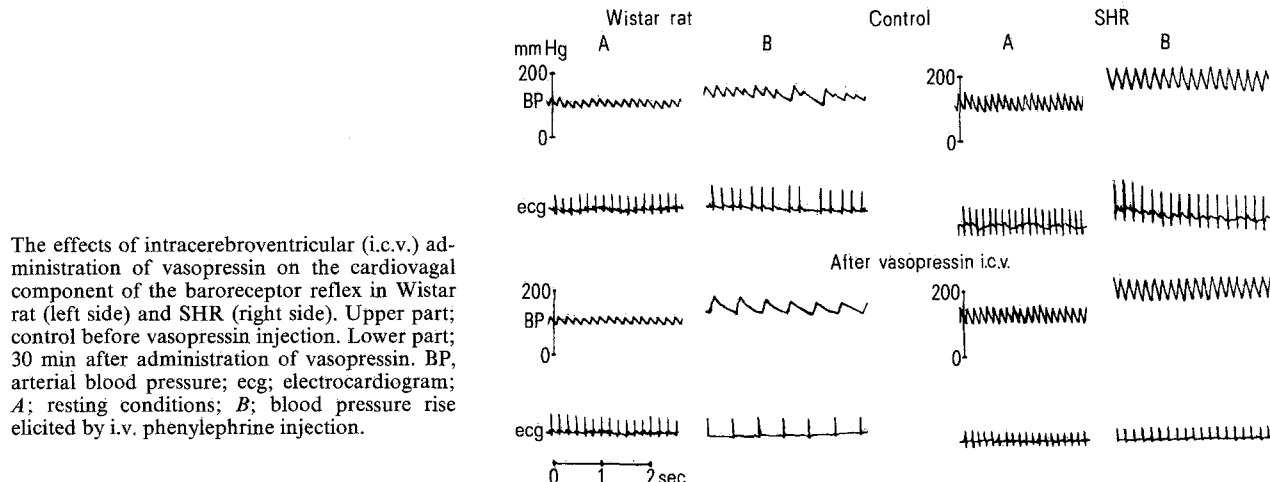 Wistar rat Control SHR
mm Hg A B A B
200 200
BP
0 0
ecg
After vasopressin i.c.v.
200 200
BP
0 0
ecg
0 1 2 sec
The effects of intracerebroventricular (i.c.v.) ad-
ministration of vasopressin on the cardiovagal
component of the baroreceptor reflex in Wistar
rat (left side) and SHR (right side). Upper part;
control before vasopressin injection. Lower part;
30 min after administration of vasopressin. BP,
arterial blood pressure; ecg; electrocardiogram;
A; resting conditions; B; blood pressure rise
elicited by i.v. phenylephrine injection.